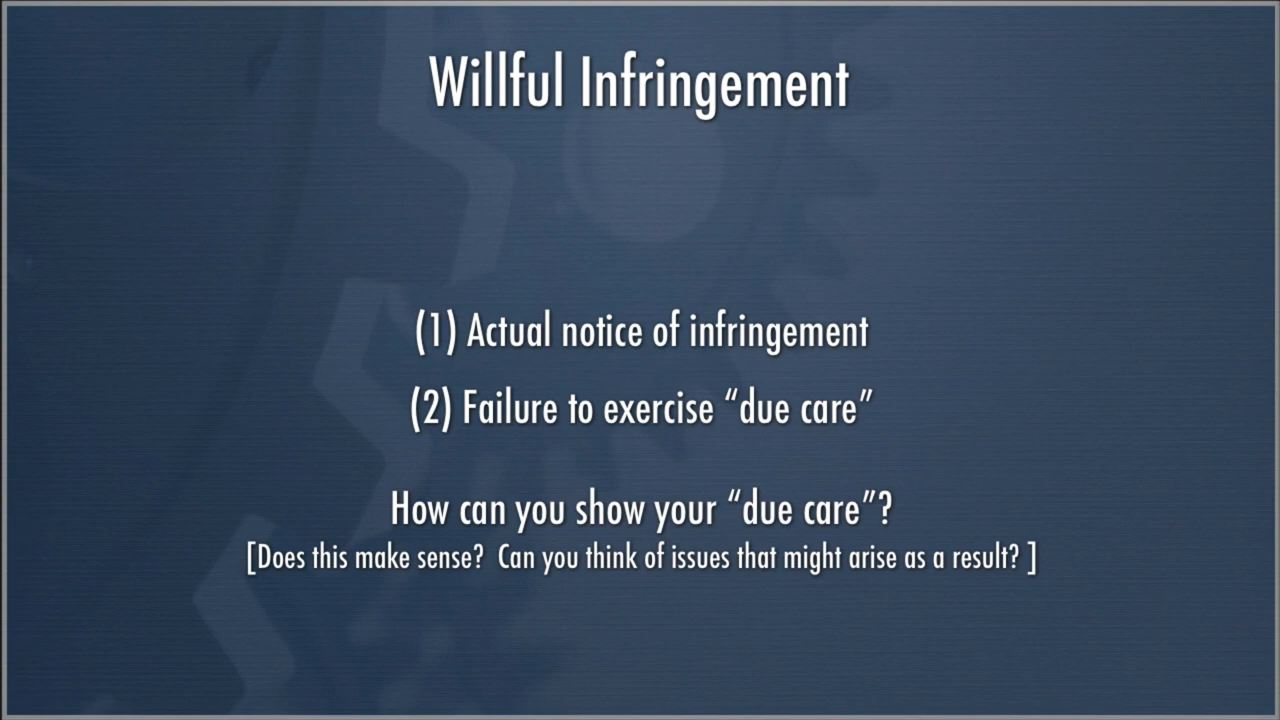 Willful Infringement
(1) Actual notice of infringement
(2) Failure to exercise “due care”
How can you show your “due care”?
[Does this make sense?  Can you think of issues that might arise as a result? ]